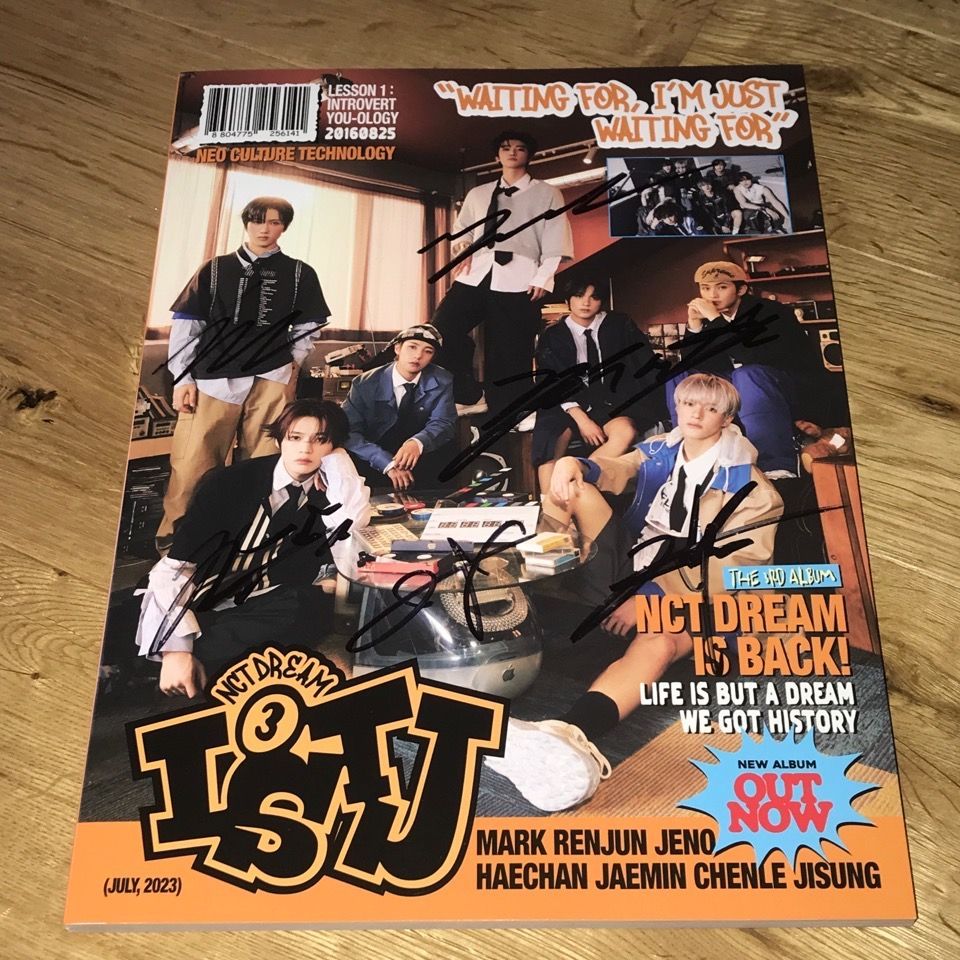 8 804775 256141
LESSON 1 :
INTROVERT
YOU-OLOGY
20160825
NEO CULTURE TECHNOLOGY
"WAITING FOR, I'M JUST
WAITING FOR"
THE 3RD ALBUM
NCT DREAM
IS BACK!
LIFE IS BUT A DREAM
WE GOT HISTORY
NEW ALBUM
OUT
NOW
NCT DREAM
3
ISTJ
MARK RENJUN JENO
HAECHAN JAEMIN CHENLE JISUNG
(JULY, 2023)